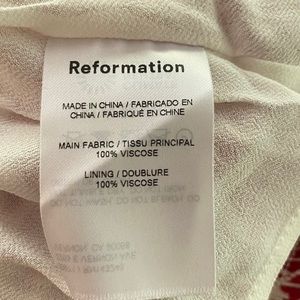 Reformation
MADE IN CHINA / FABRICADO EN
CHINA / FABRIQUÉ EN CHINE
MAIN FABRIC / TISSU PRINCIPAL
100% VISCOSE
LINING / DOUBLURE
100% VISCOSE